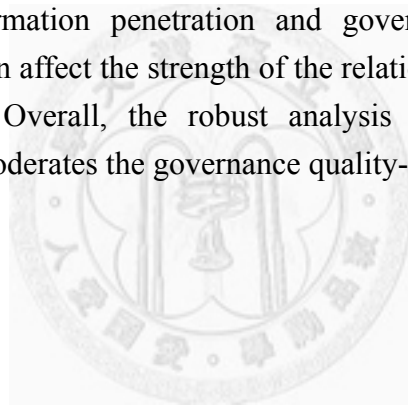 rmation penetration and gover
n affect the strength of the relati
Overall, the robust analysis
oderates the governance quality-